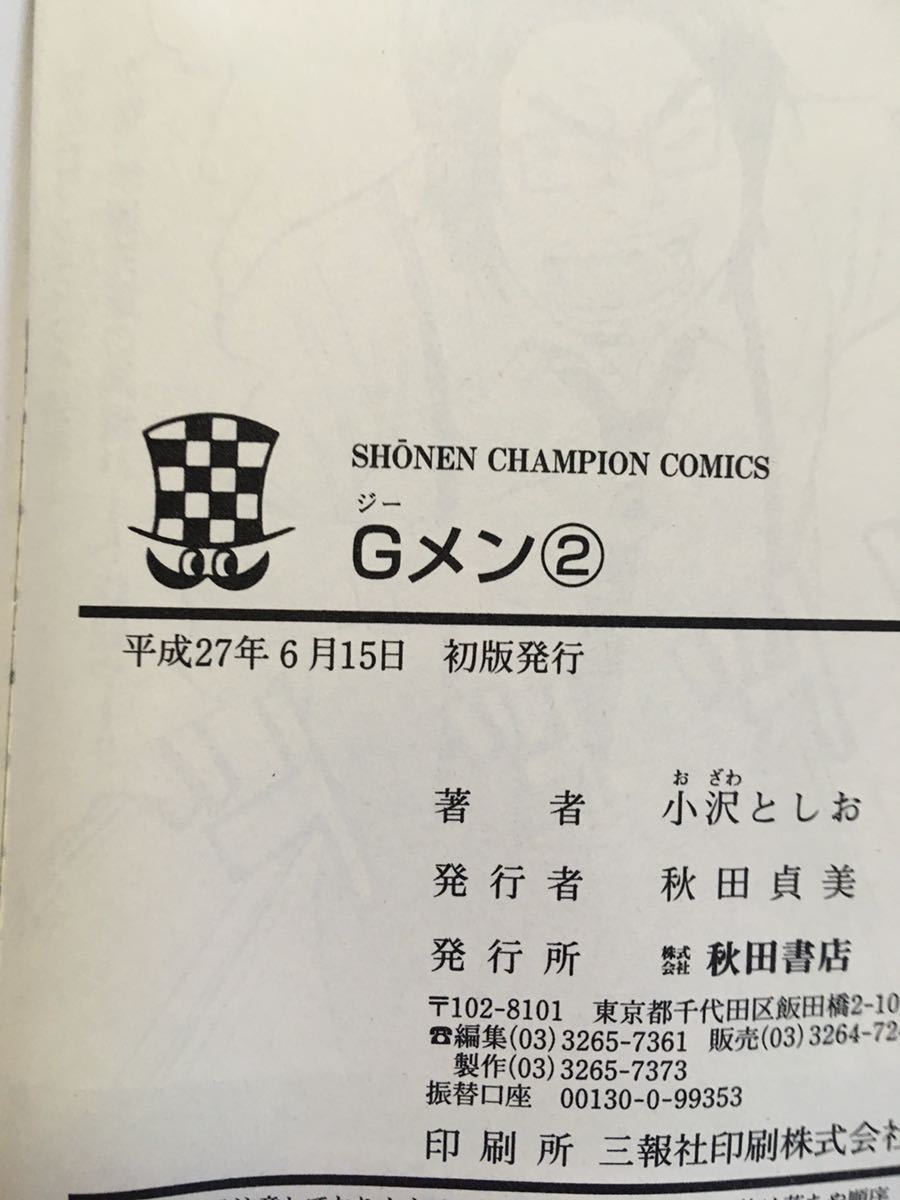 SHŌNEN CHAMPION COMICS
ジー
Gメン②
平成27年6月15日 初版発行
お ざわ
著者 小沢としお
発行者 秋田貞美
発行所 株式会社 秋田書店
〒102-8101 東京都千代田区飯田橋2-10
☎編集(03)3265-7361 販売(03)3264-72
製作(03)3265-7373
振替口座 00130-0-99353
印刷所 三報社印刷株式会社